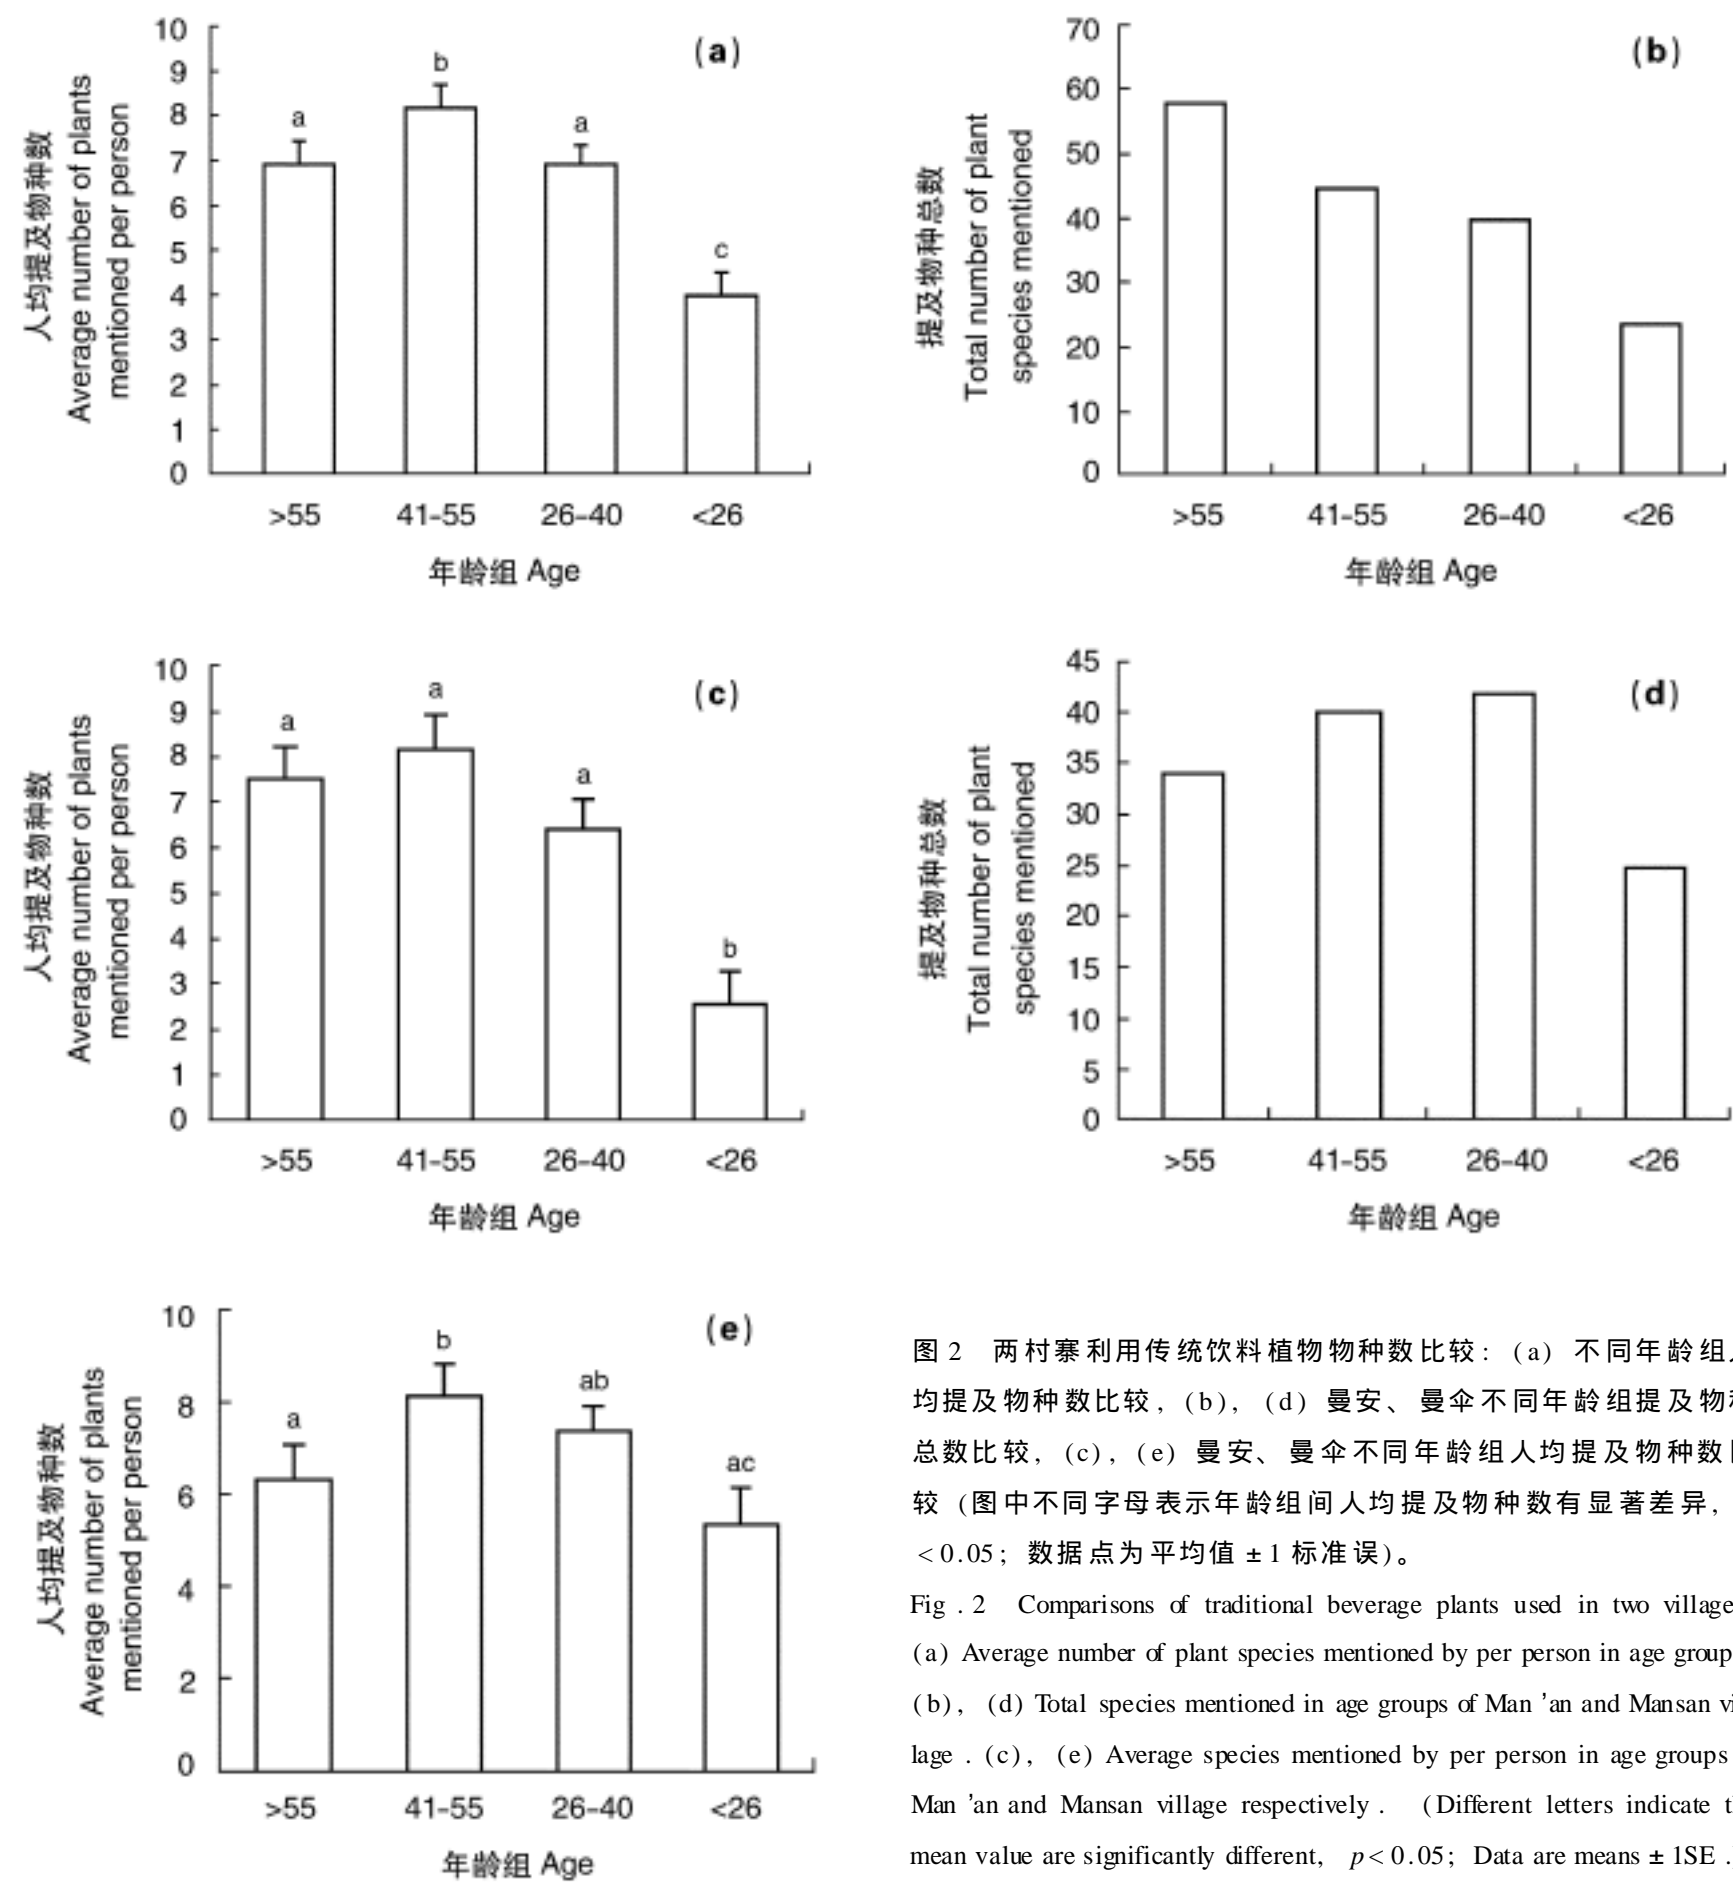 (a)
人均提及物种数
Average number of plants
mentioned per person
10
9
8
7
6
5
4
3
2
1
0
a
b
a
c
>55
41-55
26-40
<26
年龄组 Age
(b)
提及物种总数
Total number of plant
species mentioned
70
60
50
40
30
20
10
0
>55
41-55
26-40
<26
年龄组 Age
(c)
人均提及物种数
Average number of plants
mentioned per person
10
9
8
7
6
5
4
3
2
1
0
a
a
a
b
>55
41-55
26-40
<26
年龄组 Age
(d)
提及物种总数
Total number of plant
species mentioned
45
40
35
30
25
20
15
10
5
0
>55
41-55
26-40
<26
年龄组 Age
(e)
人均提及物种数
Average number of plants
mentioned per person
10
8
6
4
2
0
a
b
ab
ac
>55
41-55
26-40
<26
年龄组 Age
图 2 两村寨利用传统饮料植物物种数比较: (a) 不同年龄组
均提及物种数比较, (b), (d) 曼安、曼伞不同年龄组提及物
总数比较, (c), (e) 曼安、曼伞不同年龄组人均提及物种数
较 (图中不同字母表示年龄组间人均提及物种数有显著差异,
<0.05; 数据点为平均值 ±1 标准误)。
Fig . 2 Comparisons of traditional beverage plants used in two village
(a) Average number of plant species mentioned by per person in age group
(b), (d) Total species mentioned in age groups of Man 'an and Mansan
lage . (c), (e) Average species mentioned by per person in age groups
Man 'an and Mansan village respectively . (Different letters indicate
mean value are significantly different, p<0.05; Data are means ± 1SE .